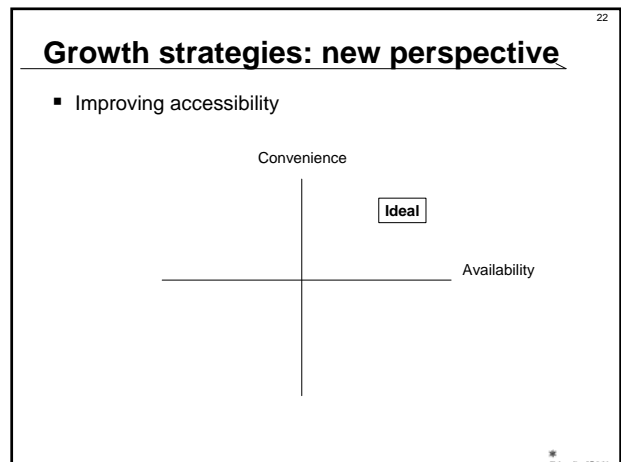 22
Growth strategies: new perspective
▪ Improving accessibility
Convenience
Ideal
Availability